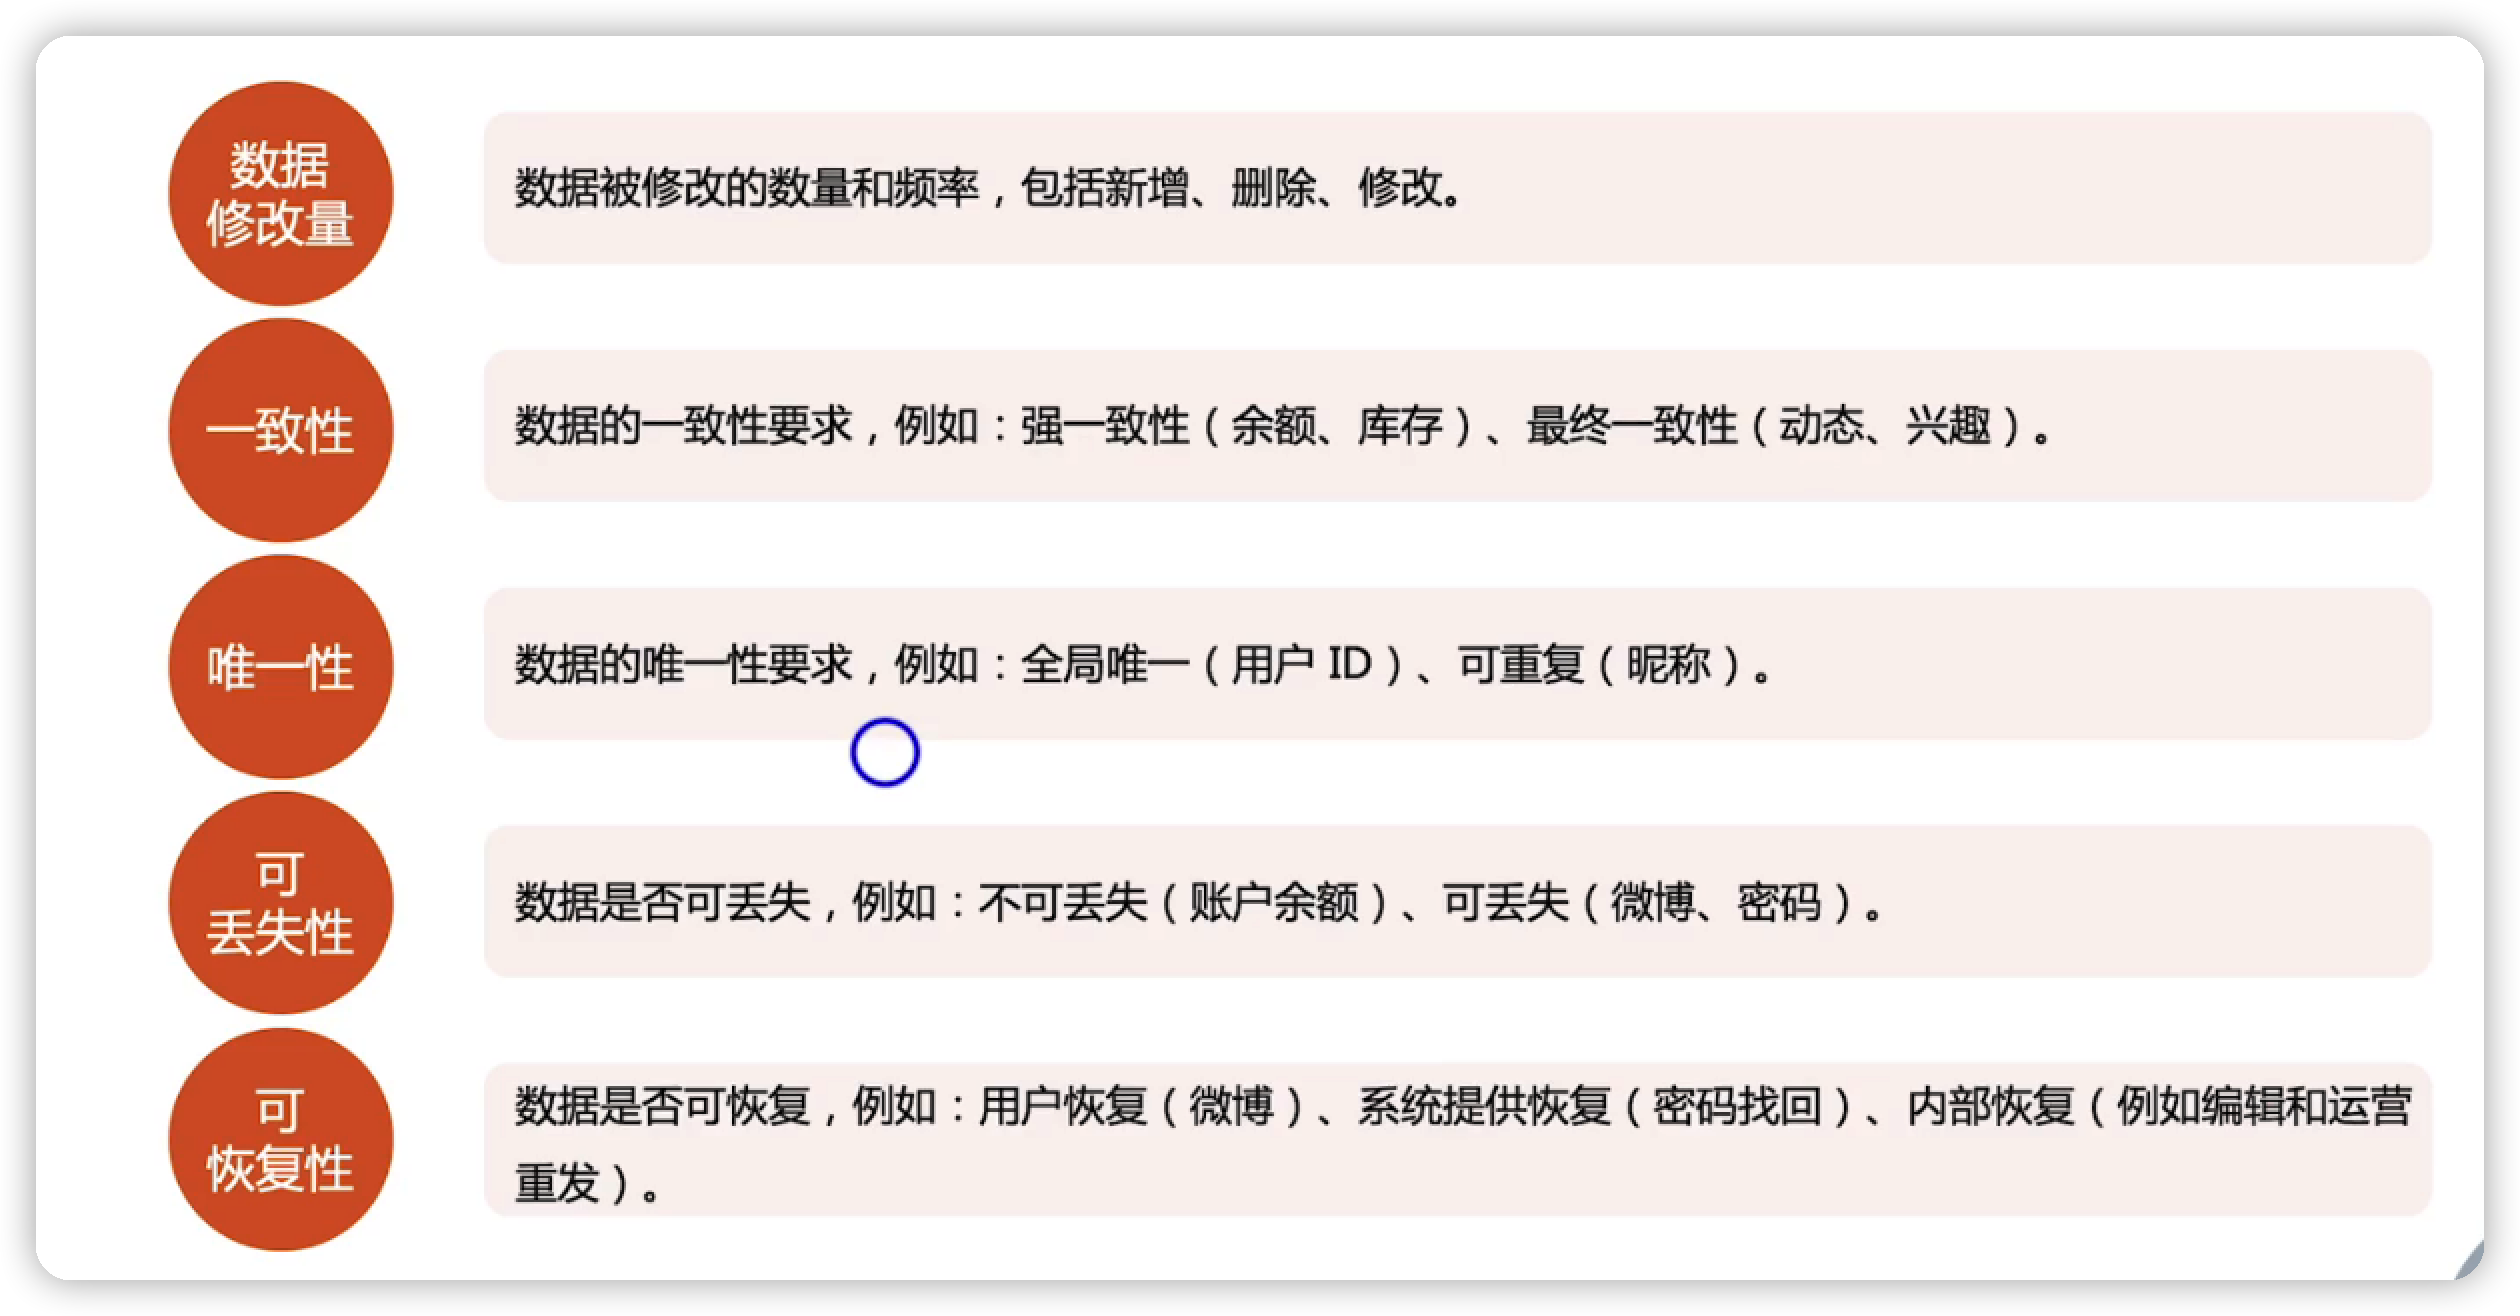 数据
修改量
数据被修改的数量和频率，包括新增、删除、修改。
一致性
数据的一致性要求，例如：强一致性（余额、库存）、最终一致性（动态、兴趣）。
唯一性
数据的唯一性要求，例如：全局唯一（用户 ID）、可重复（昵称）。
可
丢失性
数据是否可丢失，例如：不可丢失（账户余额）、可丢失（微博、密码）。
可
恢复性
数据是否可恢复，例如：用户恢复（微博）、系统提供恢复（密码找回）、内部恢复（例如编辑和运营
重发）。